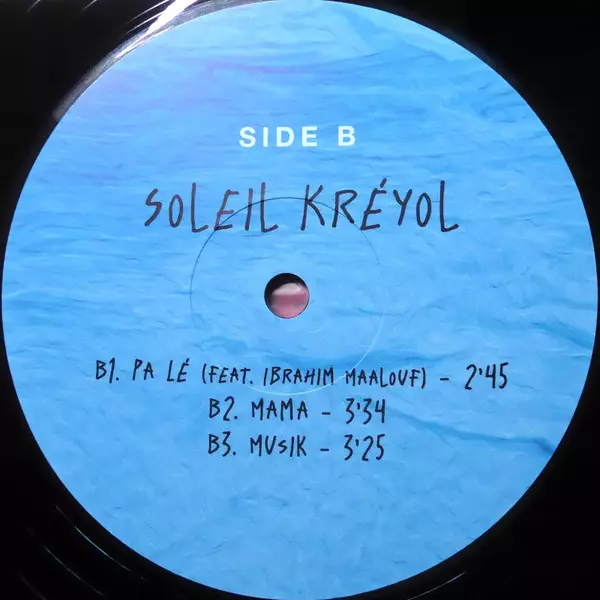 SIDE B
SOLEIL KRÉYOL
B1. PA LÉ (FEAT. IBRAHIM MAALOUF) – 2'45
B2. MAMA – 3'34
B3. MUSIK – 3'25